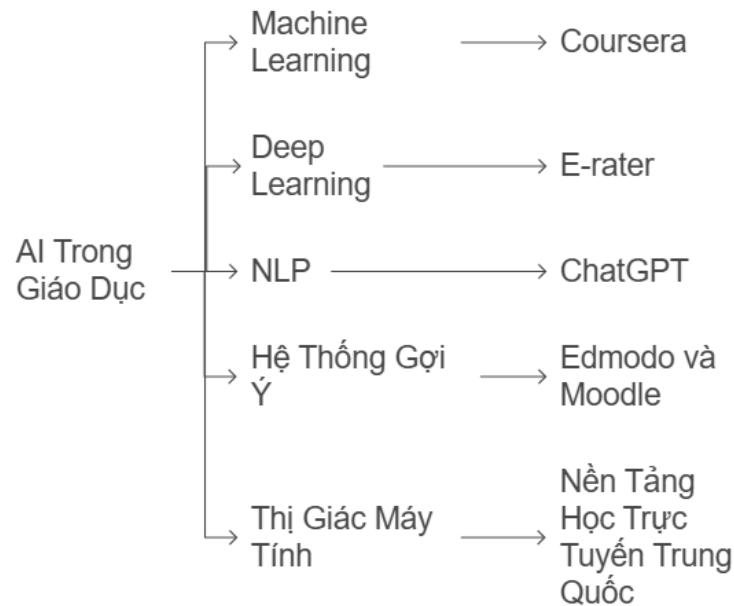 Machine
Learning
Coursera
Deep
Learning
E-rater
AI Trong
Giáo Dục
NLP
ChatGPT
Hệ Thống Gợi
Ý
Edmodo và
Moodle
Thị Giác Máy
Tính
Nền Tảng
Học Trực
Tuyến Trung
Quốc